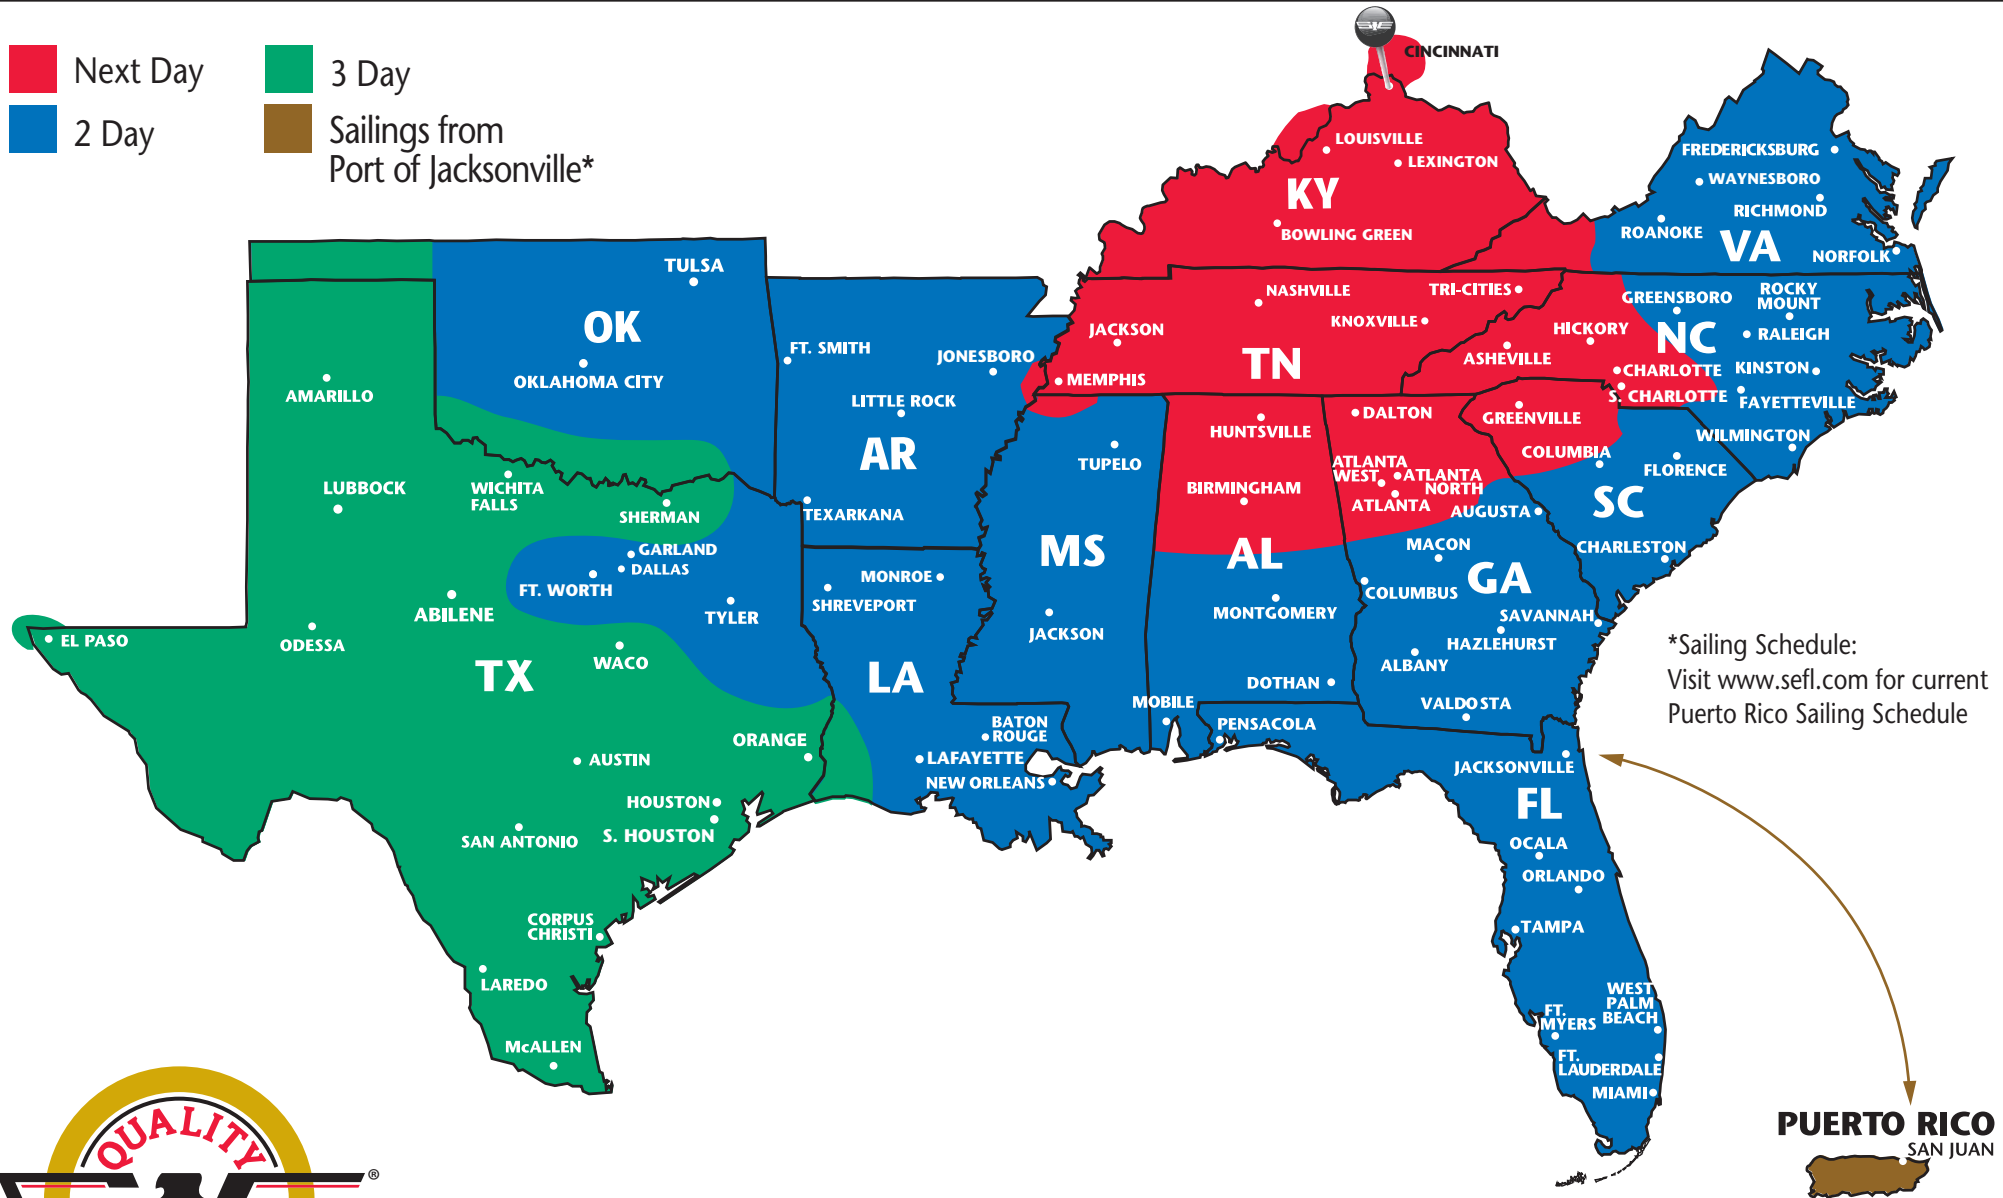 Next Day
3 Day
2 Day
Sailings from
Port of Jacksonville*
CINCINNATI
LOUISVILLE
LEXINGTON
KY
BOWLING GREEN
FREDERICKSBURG
WAYNESBORO
RICHMOND
ROANOKE
VA
NORFOLK
TULSA
OK
OKLAHOMA CITY
FT. SMITH
JONESBORO
LITTLE ROCK
AR
TEXARKANA
NASHVILLE
TRI-CITIES
KNOXVILLE
JACKSON
TN
MEMPHIS
GREENSBORO
ROCKY
MOUNT
HICKORY
NC
RALEIGH
ASHEVILLE
CHARLOTTE
KINSTON
S. CHARLOTTE
FAYETTEVILLE
WILMINGTON
AMARILLO
LUBBOCK
WICHITA
FALLS
SHERMAN
GARLAND
DALLAS
FT. WORTH
TYLER
ABILENE
EL PASO
ODESSA
WACO
TX
ORANGE
AUSTIN
HOUSTON
S. HOUSTON
SAN ANTONIO
CORPUS
CHRISTI
LAREDO
McALLEN
MONROE
SHREVEPORT
LA
BATON
ROUGE
LAFAYETTE
NEW ORLEANS
TUPELO
MS
JACKSON
HUNTSVILLE
BIRMINGHAM
AL
MONTGOMERY
DOTHAN
MOBILE
DALTON
ATLANTA
WEST
ATLANTA
NORTH
ATLANTA
AUGUSTA
MACON
GA
COLUMBUS
SAVANNAH
HAZLEHURST
ALBANY
VALDOSTA
GREENVILLE
COLUMBIA
FLORENCE
SC
CHARLESTON
PENSACOLA
JACKSONVILLE
FL
OCALA
ORLANDO
TAMPA
WEST
PALM
BEACH
FT.
MYERS
FT.
LAUDERDALE
MIAMI
*Sailing Schedule:
Visit www.sefl.com for current
Puerto Rico Sailing Schedule
PUERTO RICO
SAN JUAN
QUALITY
®